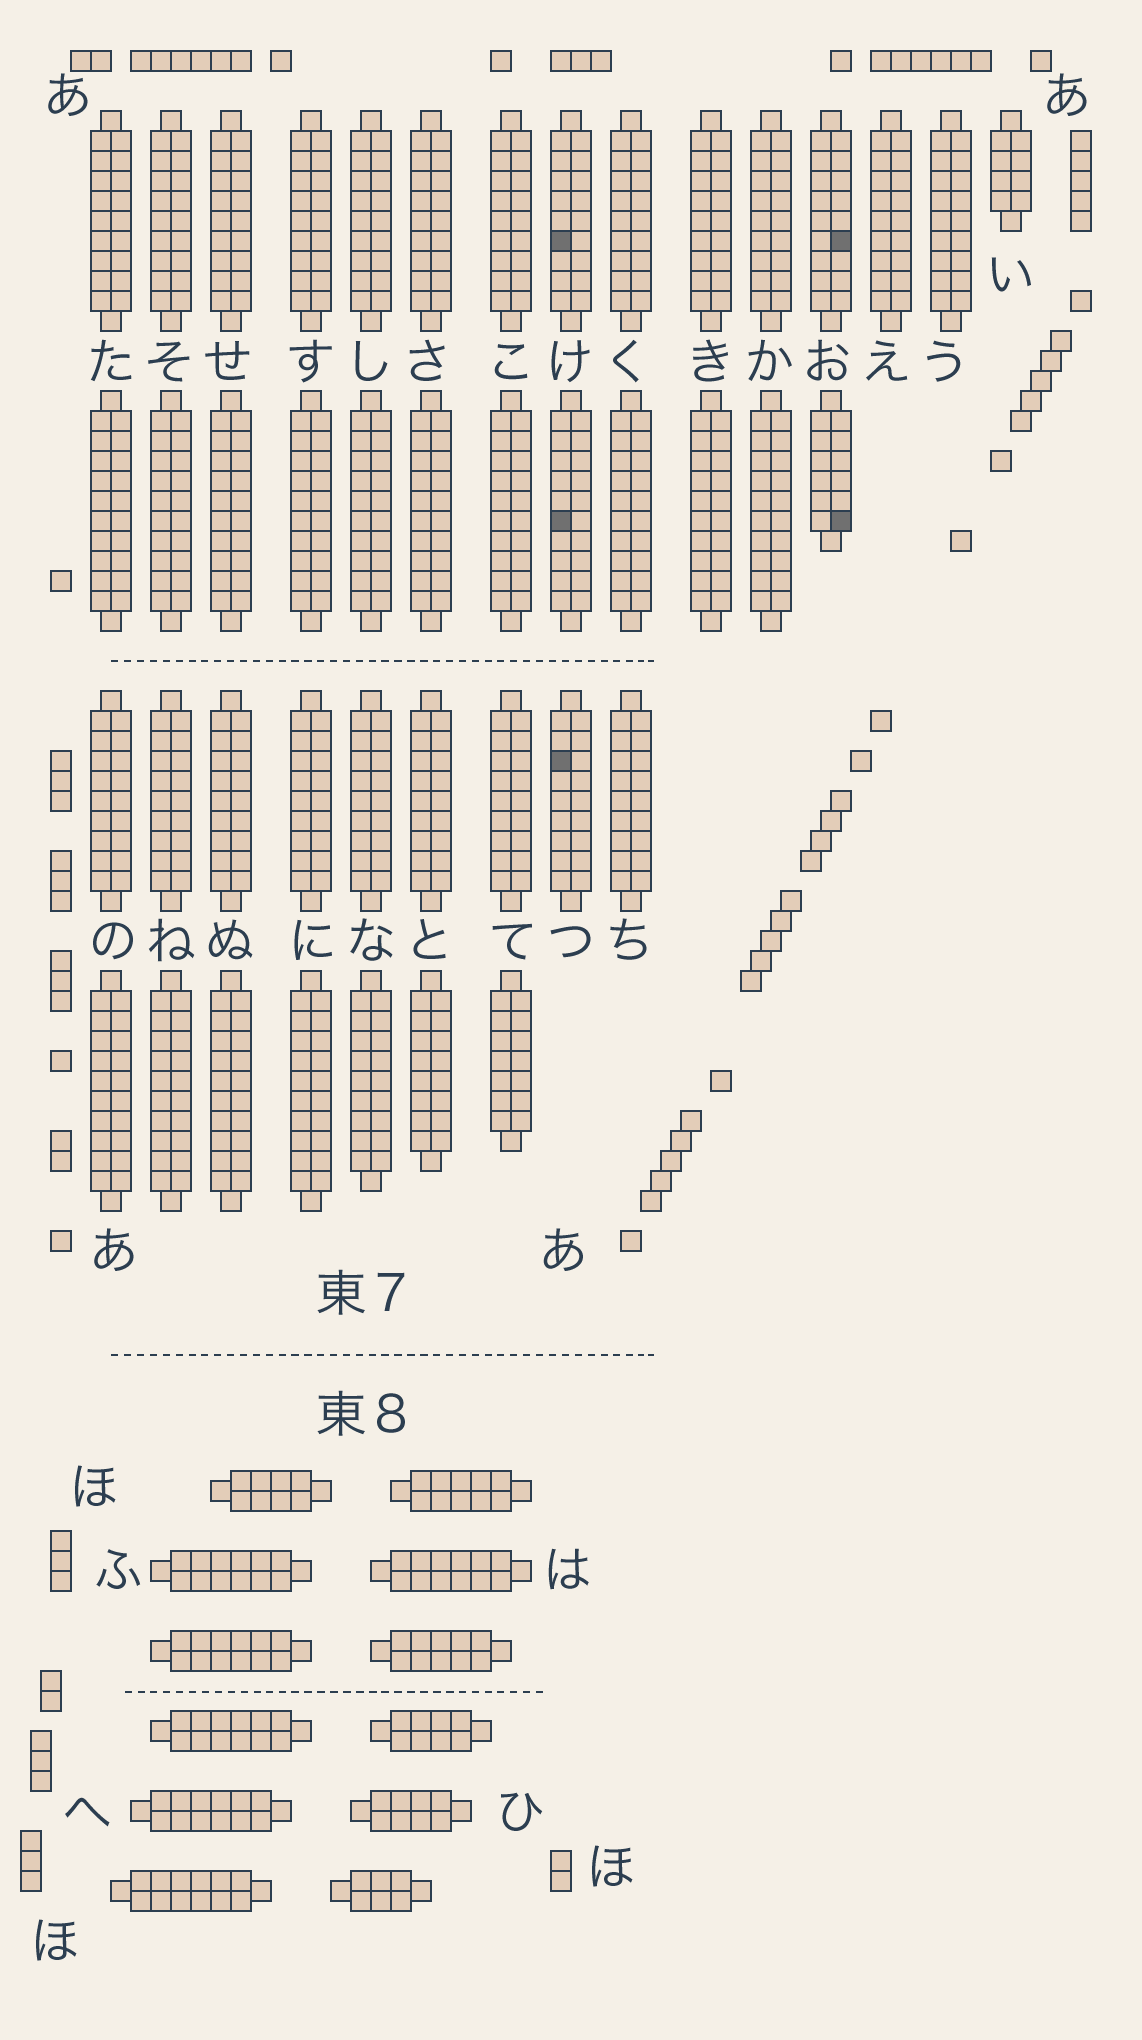 あ あ
い
た そ せ す し さ こ け く き か お え う
の ね ぬ に な と て つ ち
あ あ
東7
東8
ほ
ふ は
へ ひ
ほ
ほ